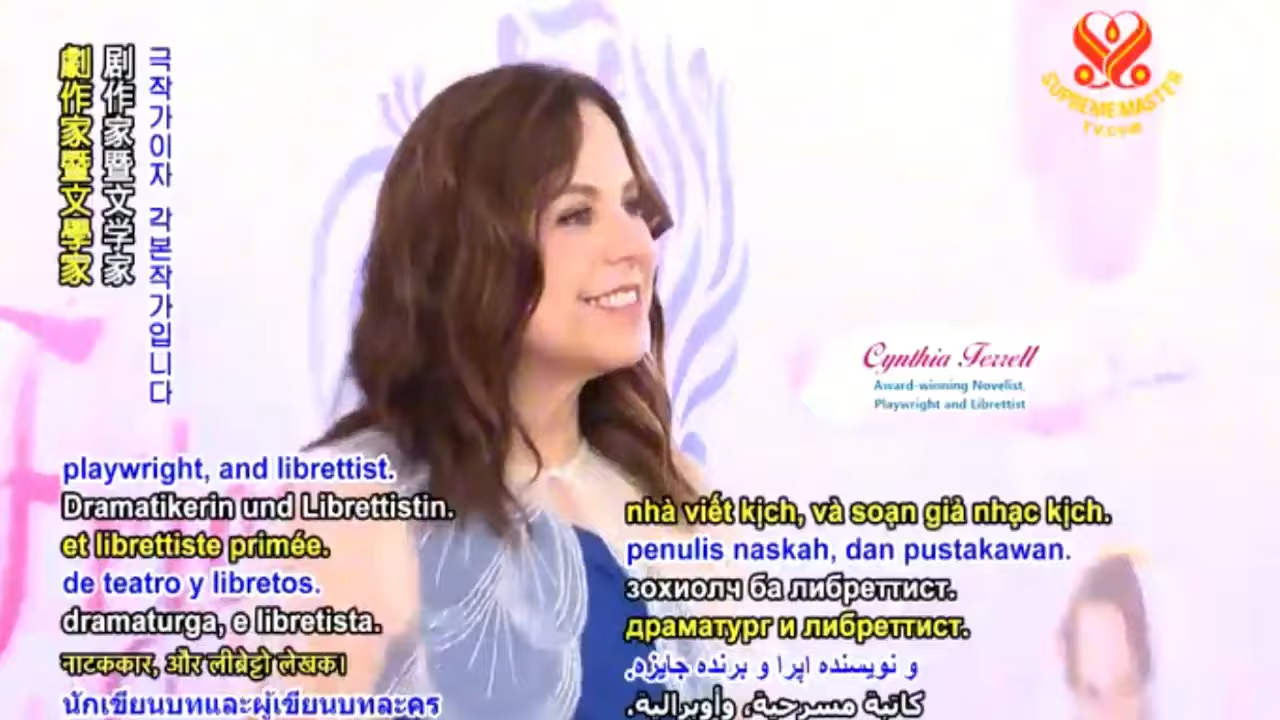 劇作家暨文學家
剧作家暨文学家
극작가이자 각본작가입니다
SUPREME MASTER
TV.COM
Cynthia Ferrell
Award-winning Novelist,
Playwright and Librettist
playwright, and librettist.
Dramatikerin und Librettistin.
et librettiste primée.
de teatro y libretos.
dramaturga, e libretista.
नाटककार, और लीब्रेट्टो लेखक।
นักเขียนบทและผู้เขียนบทละคร
nhà viết kịch, và soạn giả nhạc kịch.
penulis naskah, dan pustakawan.
зохиолч ба либреттист.
драматург и либреттист.
و نویسنده اپرا و برنده جایزه.
كاتبة مسرحية، وأوبرالية.